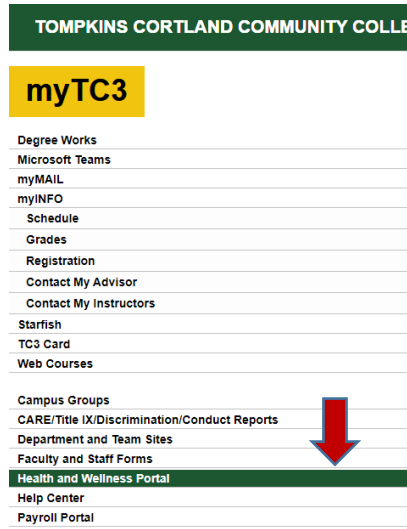 TOMPKINS CORTLAND COMMUNITY
myTC3
Degree Works
Microsoft Teams
myMAIL
myINFO
Schedule
Grades
Registration
Contact My Advisor
Contact My Instructors
Starfish
TC3 Card
Web Courses
Campus Groups
CARE/Title IX/Discrimination/Conduct Reports
Department and Team Sites
Faculty and Staff Forms
Health and Wellness Portal
Help Center
Payroll Portal